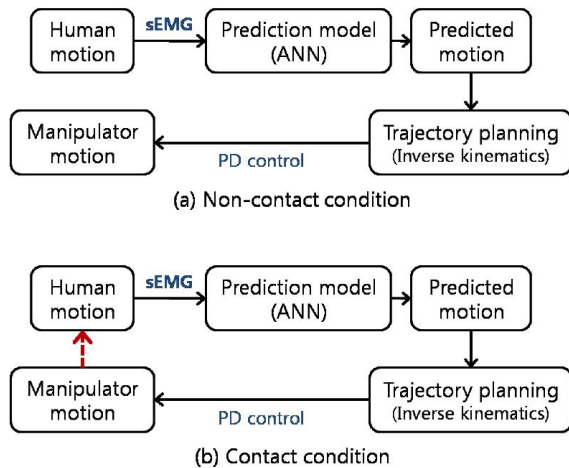 Human
motion
sEMG
Prediction model
(ANN)
Predicted
motion
Manipulator
motion
PD control
Trajectory planning
(Inverse kinematics)
(a) Non-contact condition
Human
motion
sEMG
Prediction model
(ANN)
Predicted
motion
Manipulator
motion
PD control
Trajectory planning
(Inverse kinematics)
(b) Contact condition